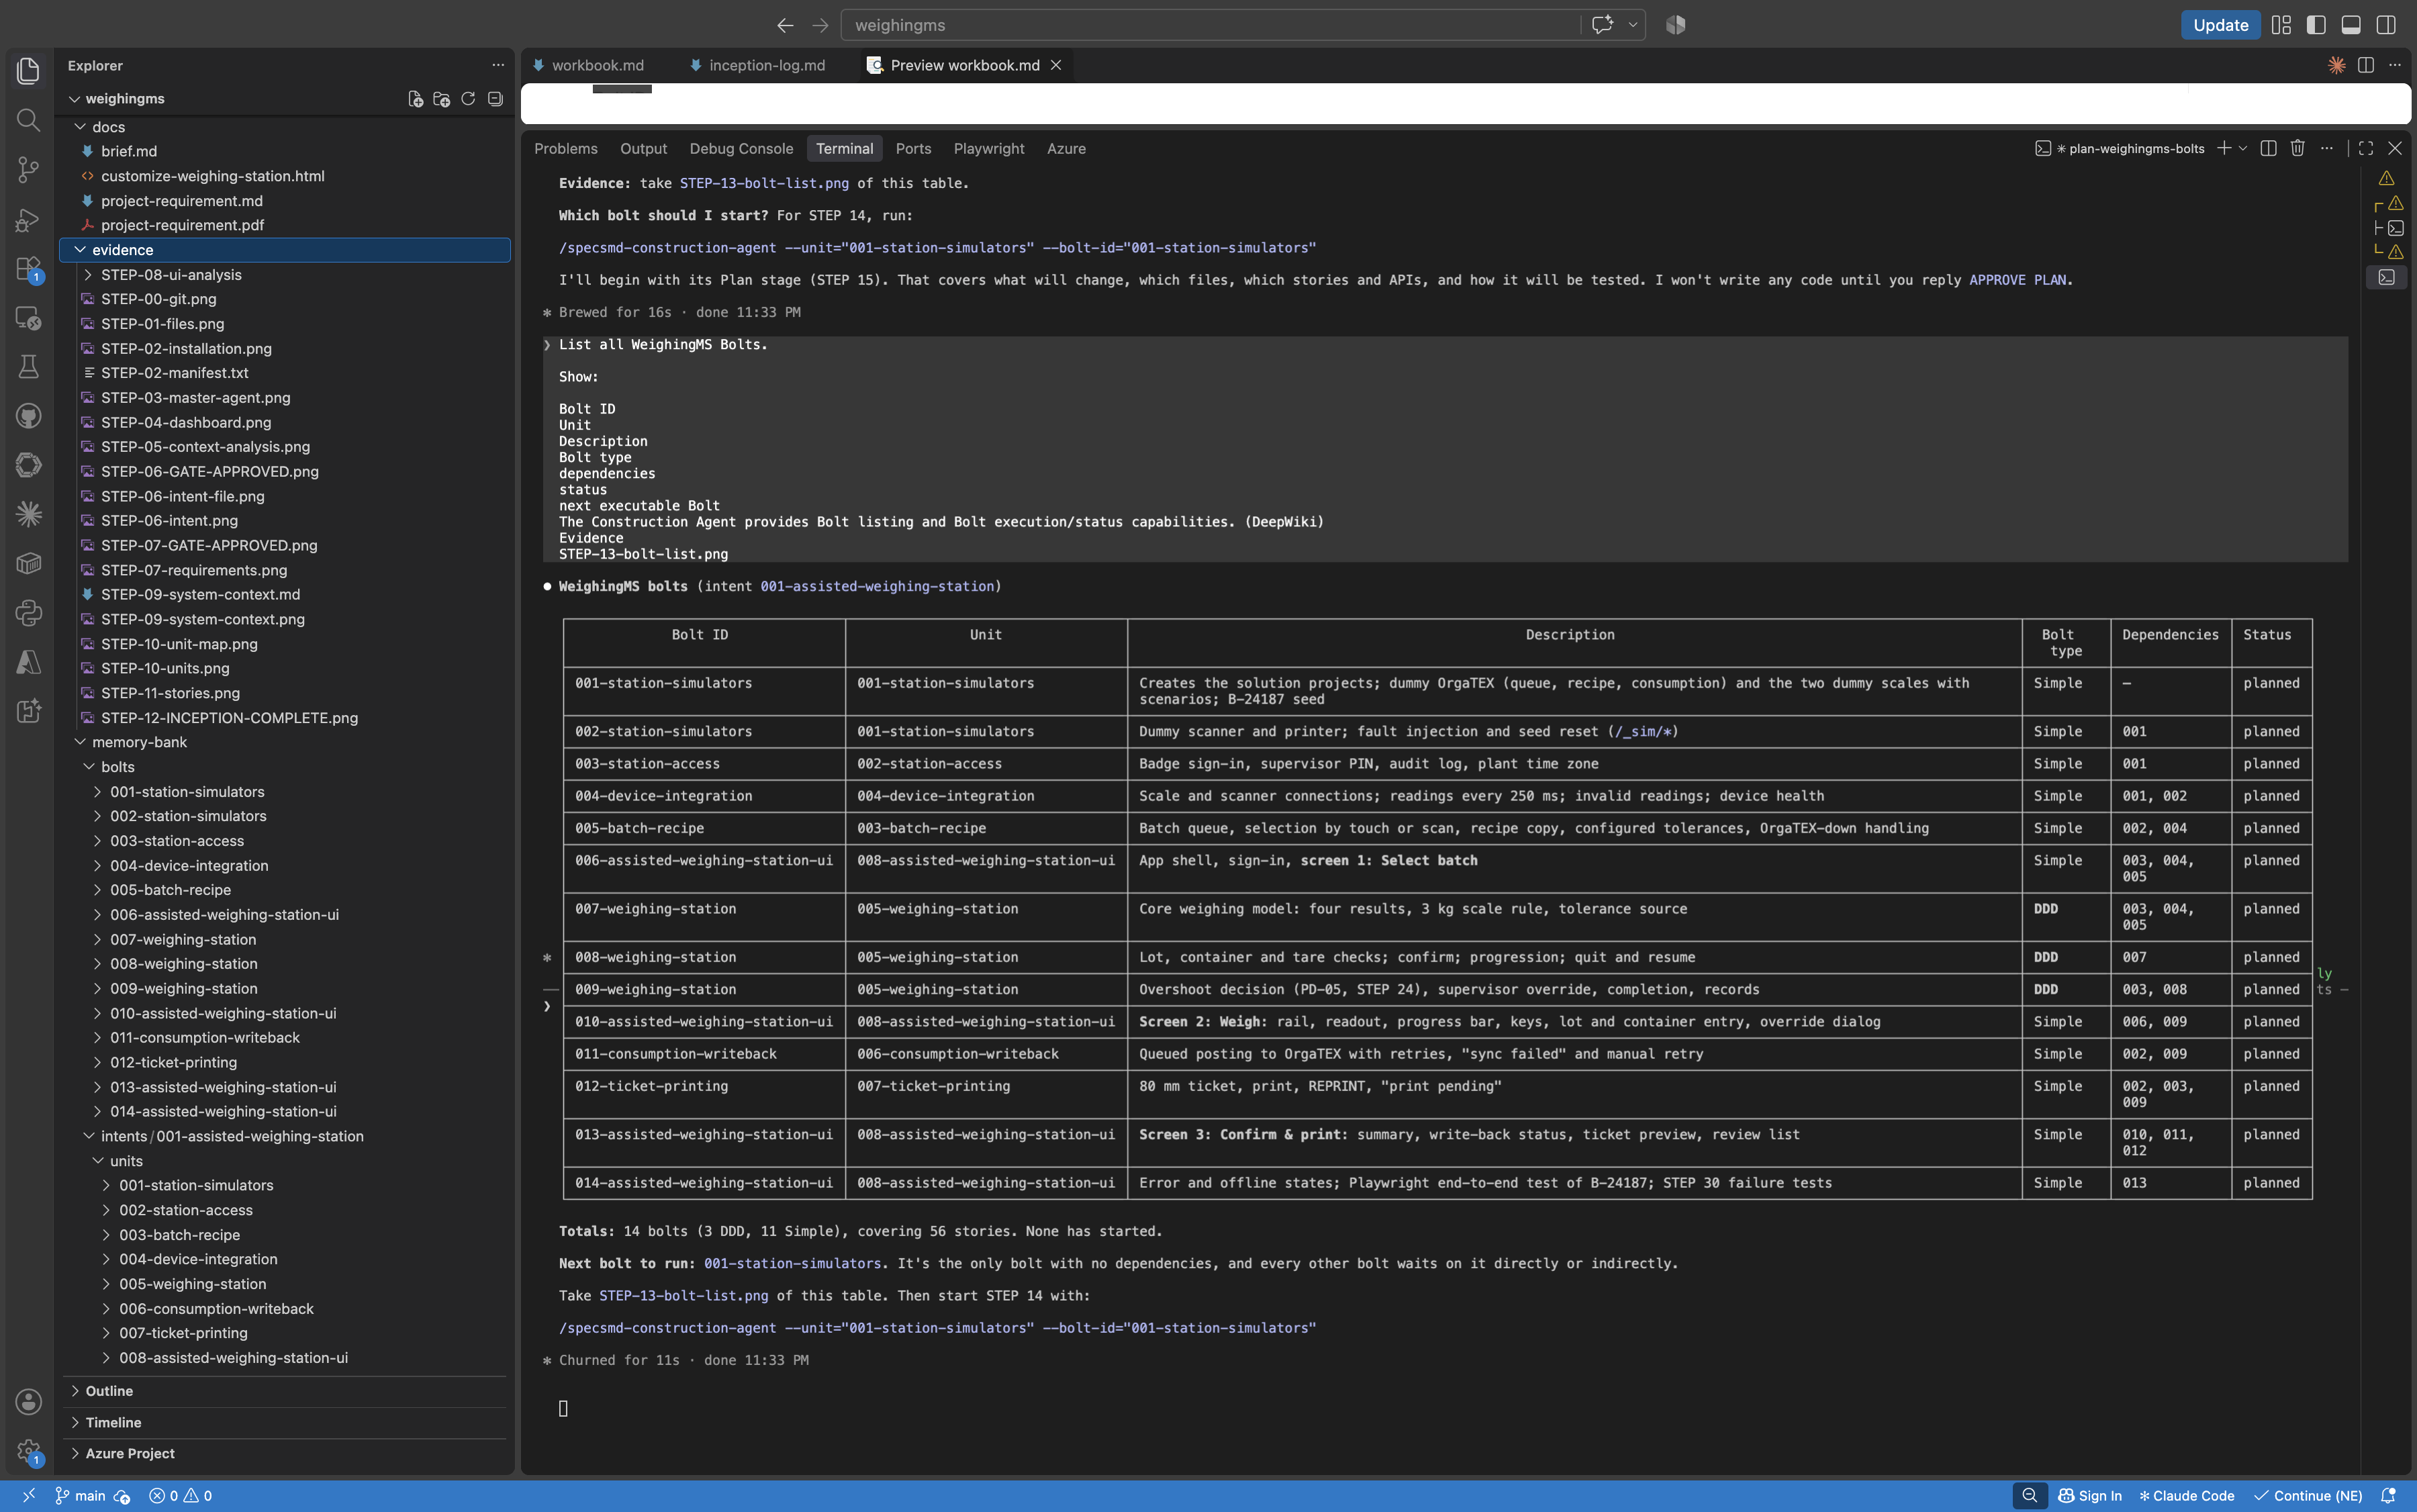 weighingms
Update
Explorer
weighingms
docs
brief.md
customize-weighing-station.html
project-requirement.md
project-requirement.pdf
evidence
STEP-08-ui-analysis
STEP-00-git.png
STEP-01-files.png
STEP-02-installation.png
STEP-02-manifest.txt
STEP-03-master-agent.png
STEP-04-dashboard.png
STEP-05-context-analysis.png
STEP-06-GATE-APPROVED.png
STEP-06-intent-file.png
STEP-06-intent.png
STEP-07-GATE-APPROVED.png
STEP-07-requirements.png
STEP-09-system-context.md
STEP-09-system-context.png
STEP-10-unit-map.png
STEP-10-units.png
STEP-11-stories.png
STEP-12-INCEPTION-COMPLETE.png
memory-bank
bolts
001-station-simulators
002-station-simulators
003-station-access
004-device-integration
005-batch-recipe
006-assisted-weighing-station-ui
007-weighing-station
008-weighing-station
009-weighing-station
010-assisted-weighing-station-ui
011-consumption-writeback
012-ticket-printing
013-assisted-weighing-station-ui
014-assisted-weighing-station-ui
intents/001-assisted-weighing-station
units
001-station-simulators
002-station-access
003-batch-recipe
004-device-integration
005-weighing-station
006-consumption-writeback
007-ticket-printing
008-assisted-weighing-station-ui
Outline
Timeline
Azure Project
1
1
workbook.md inception-log.md Preview workbook.md
Problems Output Debug Console Terminal Ports Playwright Azure
* plan-weighingms-bolts
Evidence: take STEP-13-bolt-list.png of this table.
Which bolt should I start? For STEP 14, run:
/specsmd-construction-agent --unit="001-station-simulators" --bolt-id="001-station-simulators"
I'll begin with its Plan stage (STEP 15). That covers what will change, which files, which stories and APIs, and how it will be tested. I won't write any code until you reply APPROVE PLAN.
* Brewed for 16s · done 11:33 PM
❯ List all WeighingMS Bolts.
Show:
Bolt ID
Unit
Description
Bolt type
dependencies
status
next executable Bolt
The Construction Agent provides Bolt listing and Bolt execution/status capabilities. (DeepWiki)
Evidence
STEP-13-bolt-list.png
● WeighingMS bolts (intent 001-assisted-weighing-station)
Bolt ID Unit Description Bolt type Dependencies Status
001-station-simulators 001-station-simulators Creates the solution projects; dummy OrgaTEX (queue, recipe, consumption) and the two dummy scales with scenarios; B-24187 seed Simple — planned
002-station-simulators 001-station-simulators Dummy scanner and printer; fault injection and seed reset (/_sim/*) Simple 001 planned
003-station-access 002-station-access Badge sign-in, supervisor PIN, audit log, plant time zone Simple 001 planned
004-device-integration 004-device-integration Scale and scanner connections; readings every 250 ms; invalid readings; device health Simple 001, 002 planned
005-batch-recipe 003-batch-recipe Batch queue, selection by touch or scan, recipe copy, configured tolerances, OrgaTEX-down handling Simple 002, 004 planned
006-assisted-weighing-station-ui 008-assisted-weighing-station-ui App shell, sign-in, screen 1: Select batch Simple 003, 004, 005 planned
007-weighing-station 005-weighing-station Core weighing model: four results, 3 kg scale rule, tolerance source DDD 003, 004, 005 planned
* 008-weighing-station 005-weighing-station Lot, container and tare checks; confirm; progression; quit and resume DDD 007 planned
ly
009-weighing-station 005-weighing-station Overshoot decision (PD-05, STEP 24), supervisor override, completion, records DDD 003, 008 planned
ts —
❯
010-assisted-weighing-station-ui 008-assisted-weighing-station-ui Screen 2: Weigh: rail, readout, progress bar, keys, lot and container entry, override dialog Simple 006, 009 planned
011-consumption-writeback 006-consumption-writeback Queued posting to OrgaTEX with retries, "sync failed" and manual retry Simple 002, 009 planned
012-ticket-printing 007-ticket-printing 80 mm ticket, print, REPRINT, "print pending" Simple 002, 003, 009 planned
013-assisted-weighing-station-ui 008-assisted-weighing-station-ui Screen 3: Confirm & print: summary, write-back status, ticket preview, review list Simple 010, 011, 012 planned
014-assisted-weighing-station-ui 008-assisted-weighing-station-ui Error and offline states; Playwright end-to-end test of B-24187; STEP 30 failure tests Simple 013 planned
Totals: 14 bolts (3 DDD, 11 Simple), covering 56 stories. None has started.
Next bolt to run: 001-station-simulators. It's the only bolt with no dependencies, and every other bolt waits on it directly or indirectly.
Take STEP-13-bolt-list.png of this table. Then start STEP 14 with:
/specsmd-construction-agent --unit="001-station-simulators" --bolt-id="001-station-simulators"
* Churned for 11s · done 11:33 PM
main 0 0 Sign In Claude Code Continue (NE)